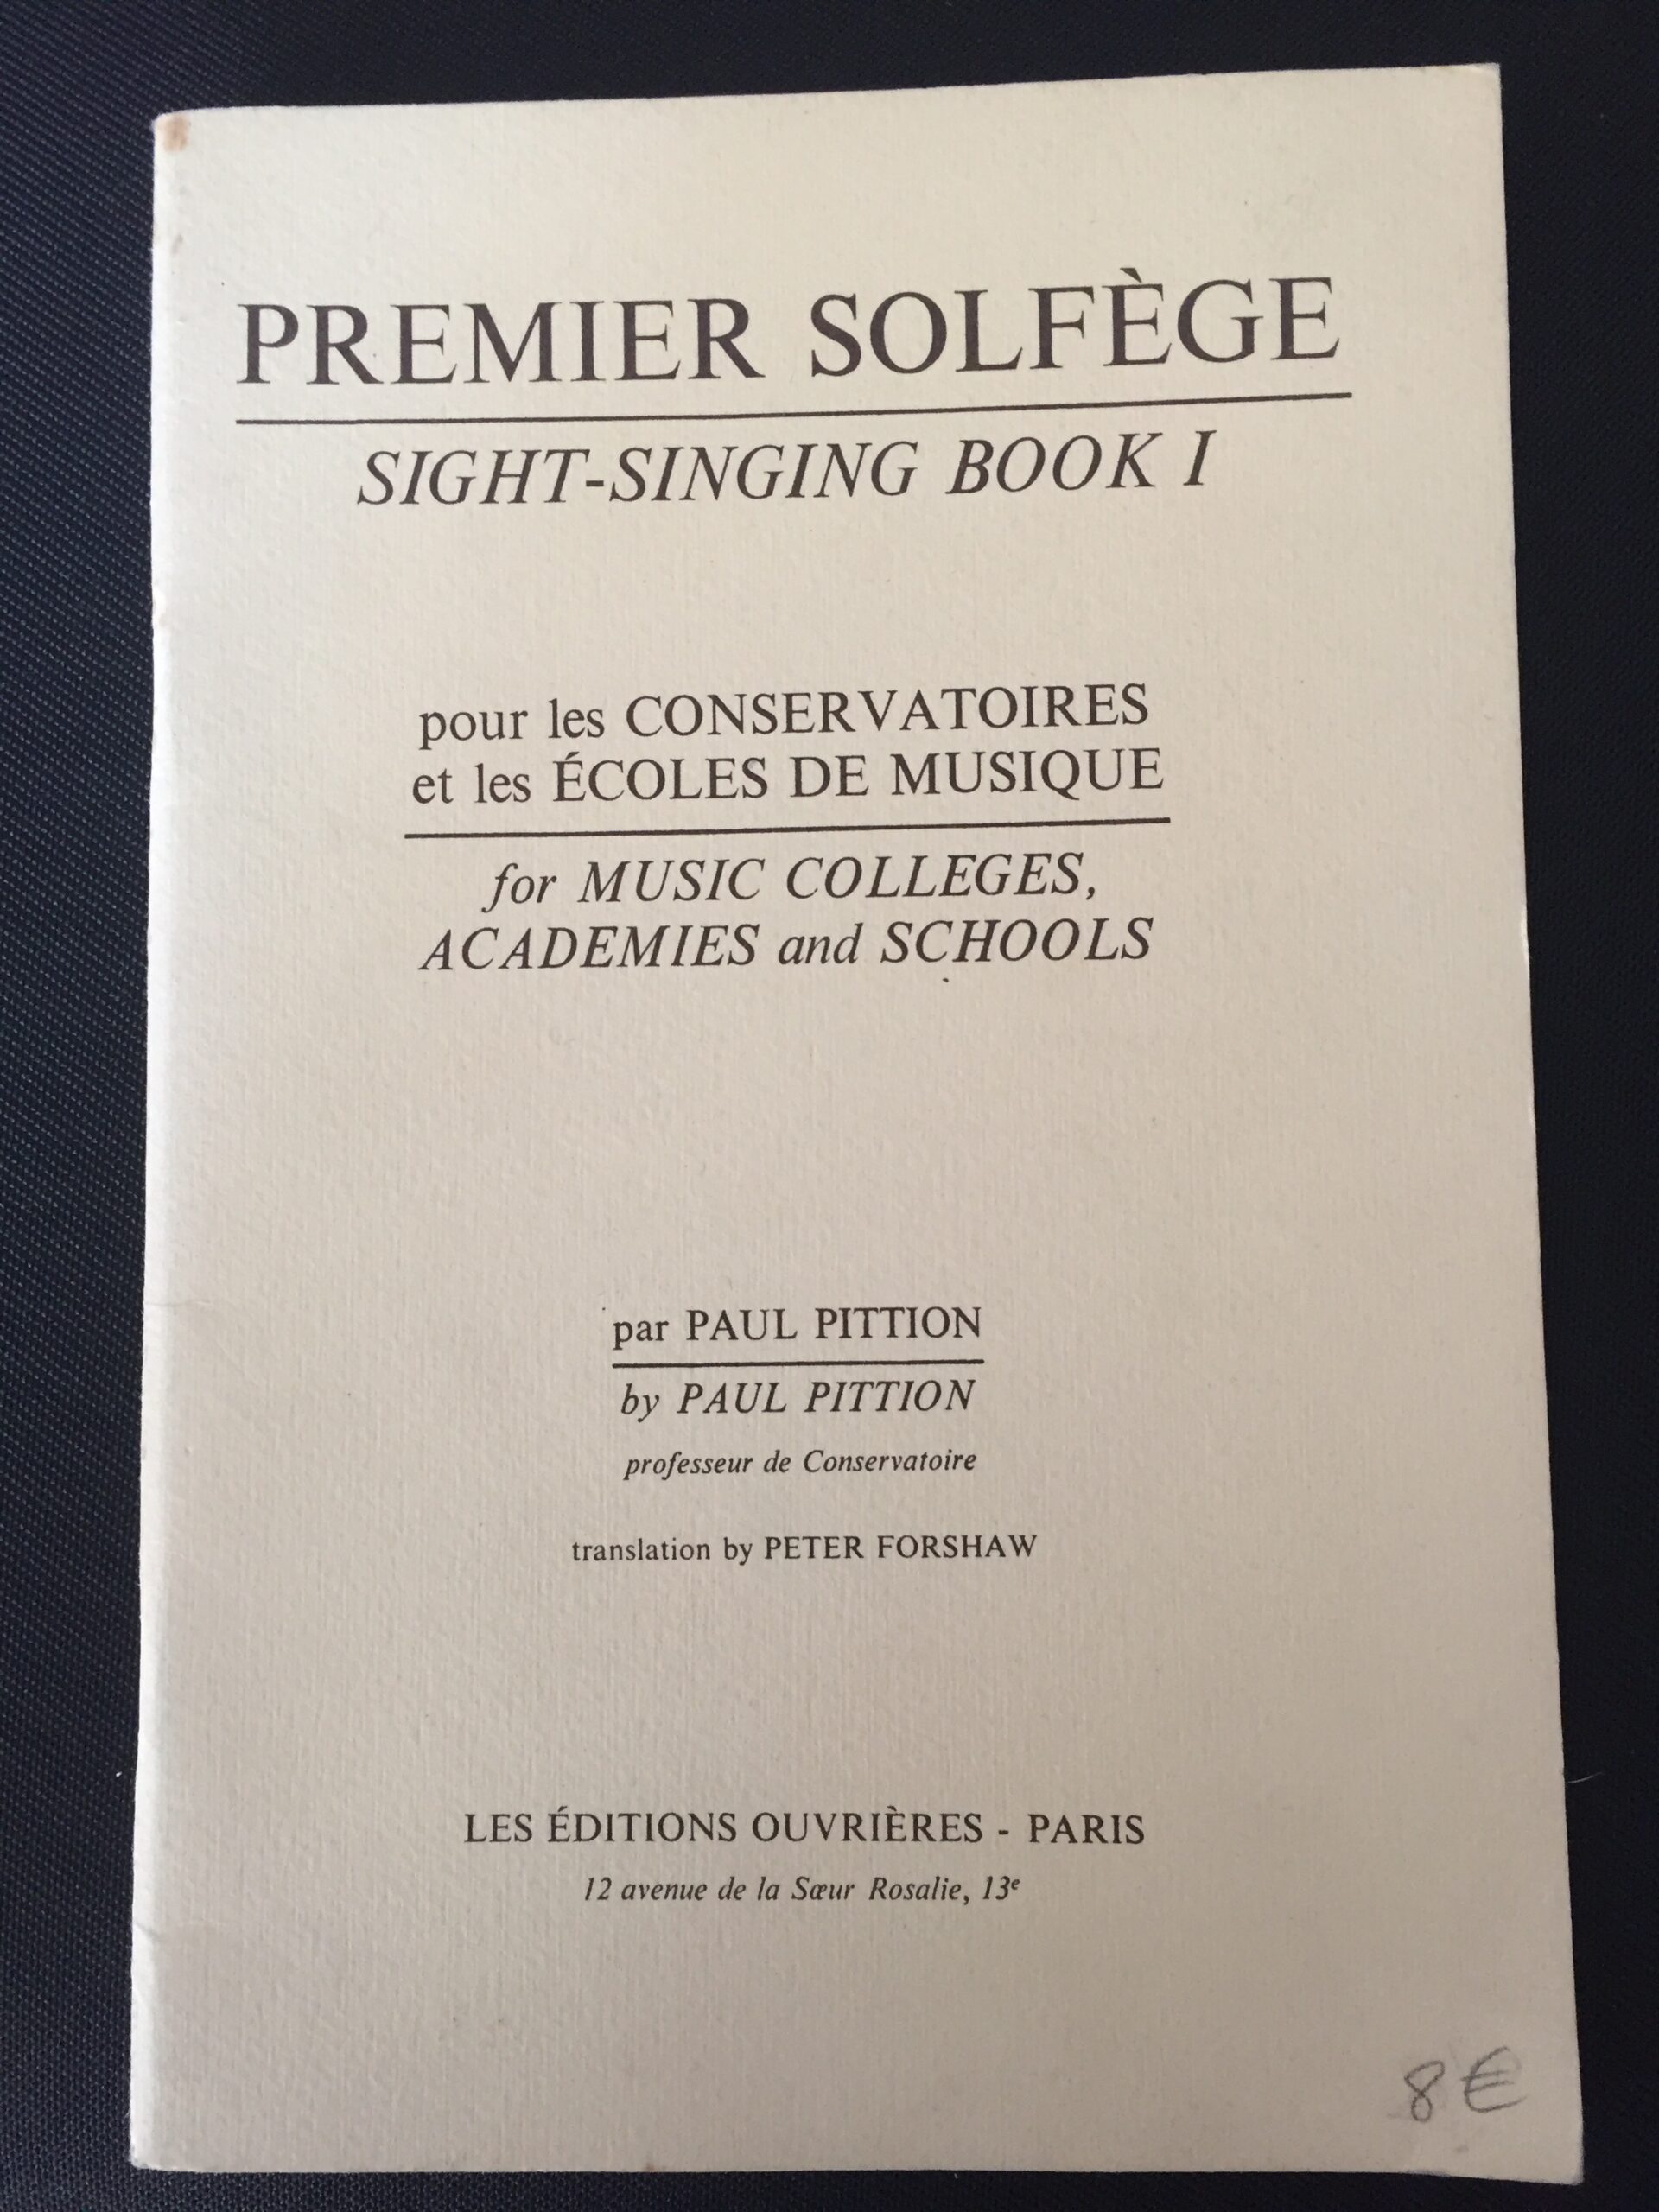 PREMIER SOLFÈGE
SIGHT-SINGING BOOK I
pour les CONSERVATOIRES
et les ÉCOLES DE MUSIQUE
for MUSIC COLLEGES,
ACADEMIES and SCHOOLS
par PAUL PITTION
by PAUL PITTION
professeur de Conservatoire
translation by PETER FORSHAW
LES ÉDITIONS OUVRIÈRES - PARIS
12 avenue de la Sœur Rosalie, 13ᵉ
8 €